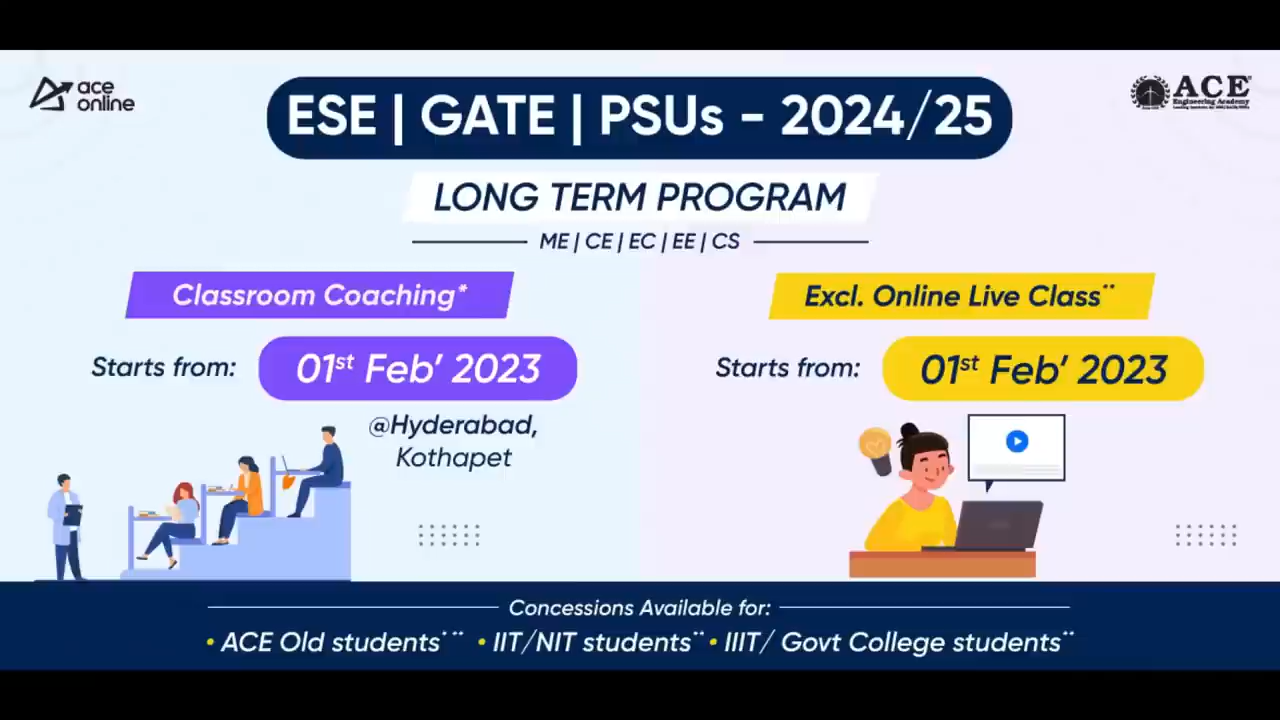 ace
online
ACE
Engineering Academy
ESE | GATE | PSUs - 2024/25
LONG TERM PROGRAM
ME | CE | EC | EE | CS
Classroom Coaching*
Starts from: 01st Feb' 2023
@Hyderabad,
Kothapet
Excl. Online Live Class**
Starts from: 01st Feb' 2023
Concessions Available for:
• ACE Old students* ** • IIT/NIT students** • IIIT/ Govt College students**